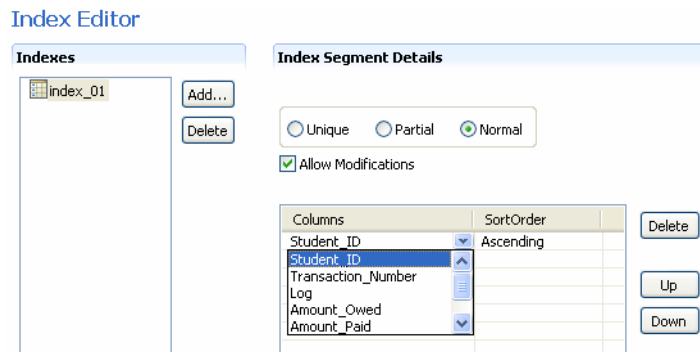 Index Editor
Indexes
index_01
Add...
Delete
Index Segment Details
Unique Partial Normal
Allow Modifications
Columns SortOrder
Student_ID Ascending
Student_ID
Transaction_Number
Log
Amount_Owed
Amount_Paid
Delete
Up
Down